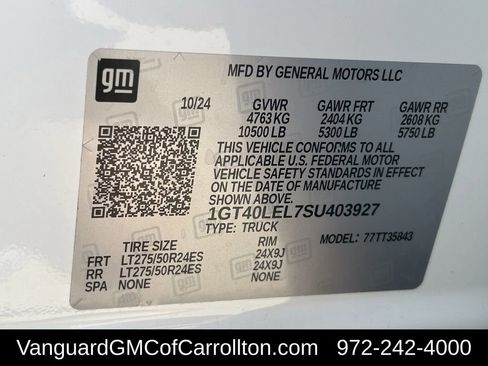 gm
MFD BY GENERAL MOTORS LLC
10/24 GVWR GAWR FRT GAWR RR
4763 KG 2404 KG 2608 KG
10500 LB 5300 LB 5750 LB
THIS VEHICLE CONFORMS TO ALL
APPLICABLE U.S. FEDERAL MOTOR
VEHICLE SAFETY STANDARDS IN EFFECT
ON THE DATE OF MANUFACTURE SHOWN ABOVE.
1GT40LEL7SU403927
TYPE: TRUCK MODEL: 77TT35843
TIRE SIZE RIM
FRT LT275/50R24ES 24X9J
RR LT275/50R24ES 24X9J
SPA NONE NONE
VanguardGMCofCarrollton.com 972-242-4000